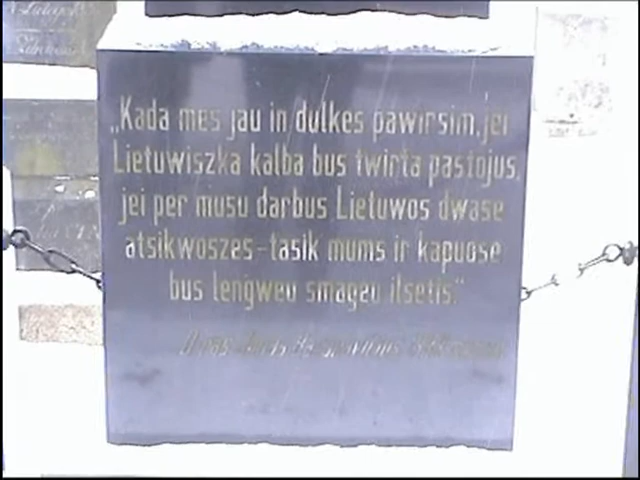 „Kada mes jau in dulkes pawirsim, jei
Lietuwiszka kalba bus twirta pastojus,
jei per musu darbus Lietuwos dwase
atsikwoszes-tasik mums ir kapuose
bus lengweu smageu ilsetis."